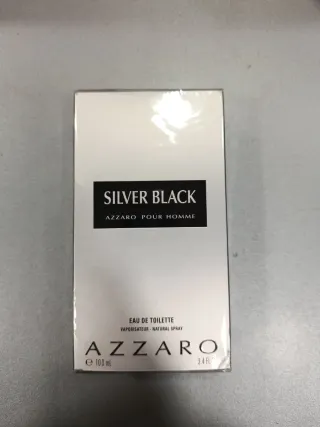 SILVER BLACK
AZZARO POUR HOMME
EAU DE TOILETTE
VAPORISATEUR - NATURAL SPRAY
AZZARO
℮ 100 mL